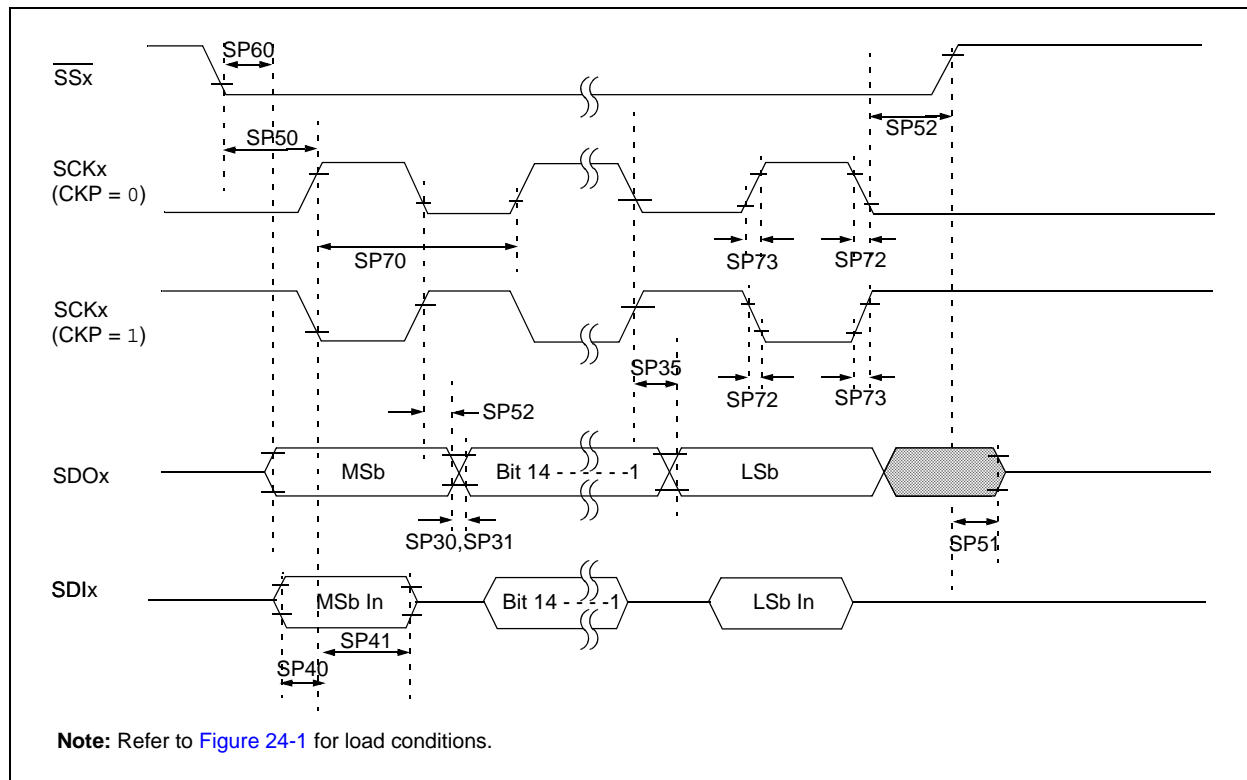 SP60
SSx
SP50
SP52
SCKx
(CKP = 0)
SP70
SP73
SP72
SCKx
(CKP = 1)
SP35
SP72
SP73
SP52
SDOx
MSb
Bit 14 - - - - - -1
LSb
SP30,SP31
SP51
SDIx
MSb In
Bit 14 - - - -1
LSb In
SP41
SP40
Note: Refer to Figure 24-1 for load conditions.